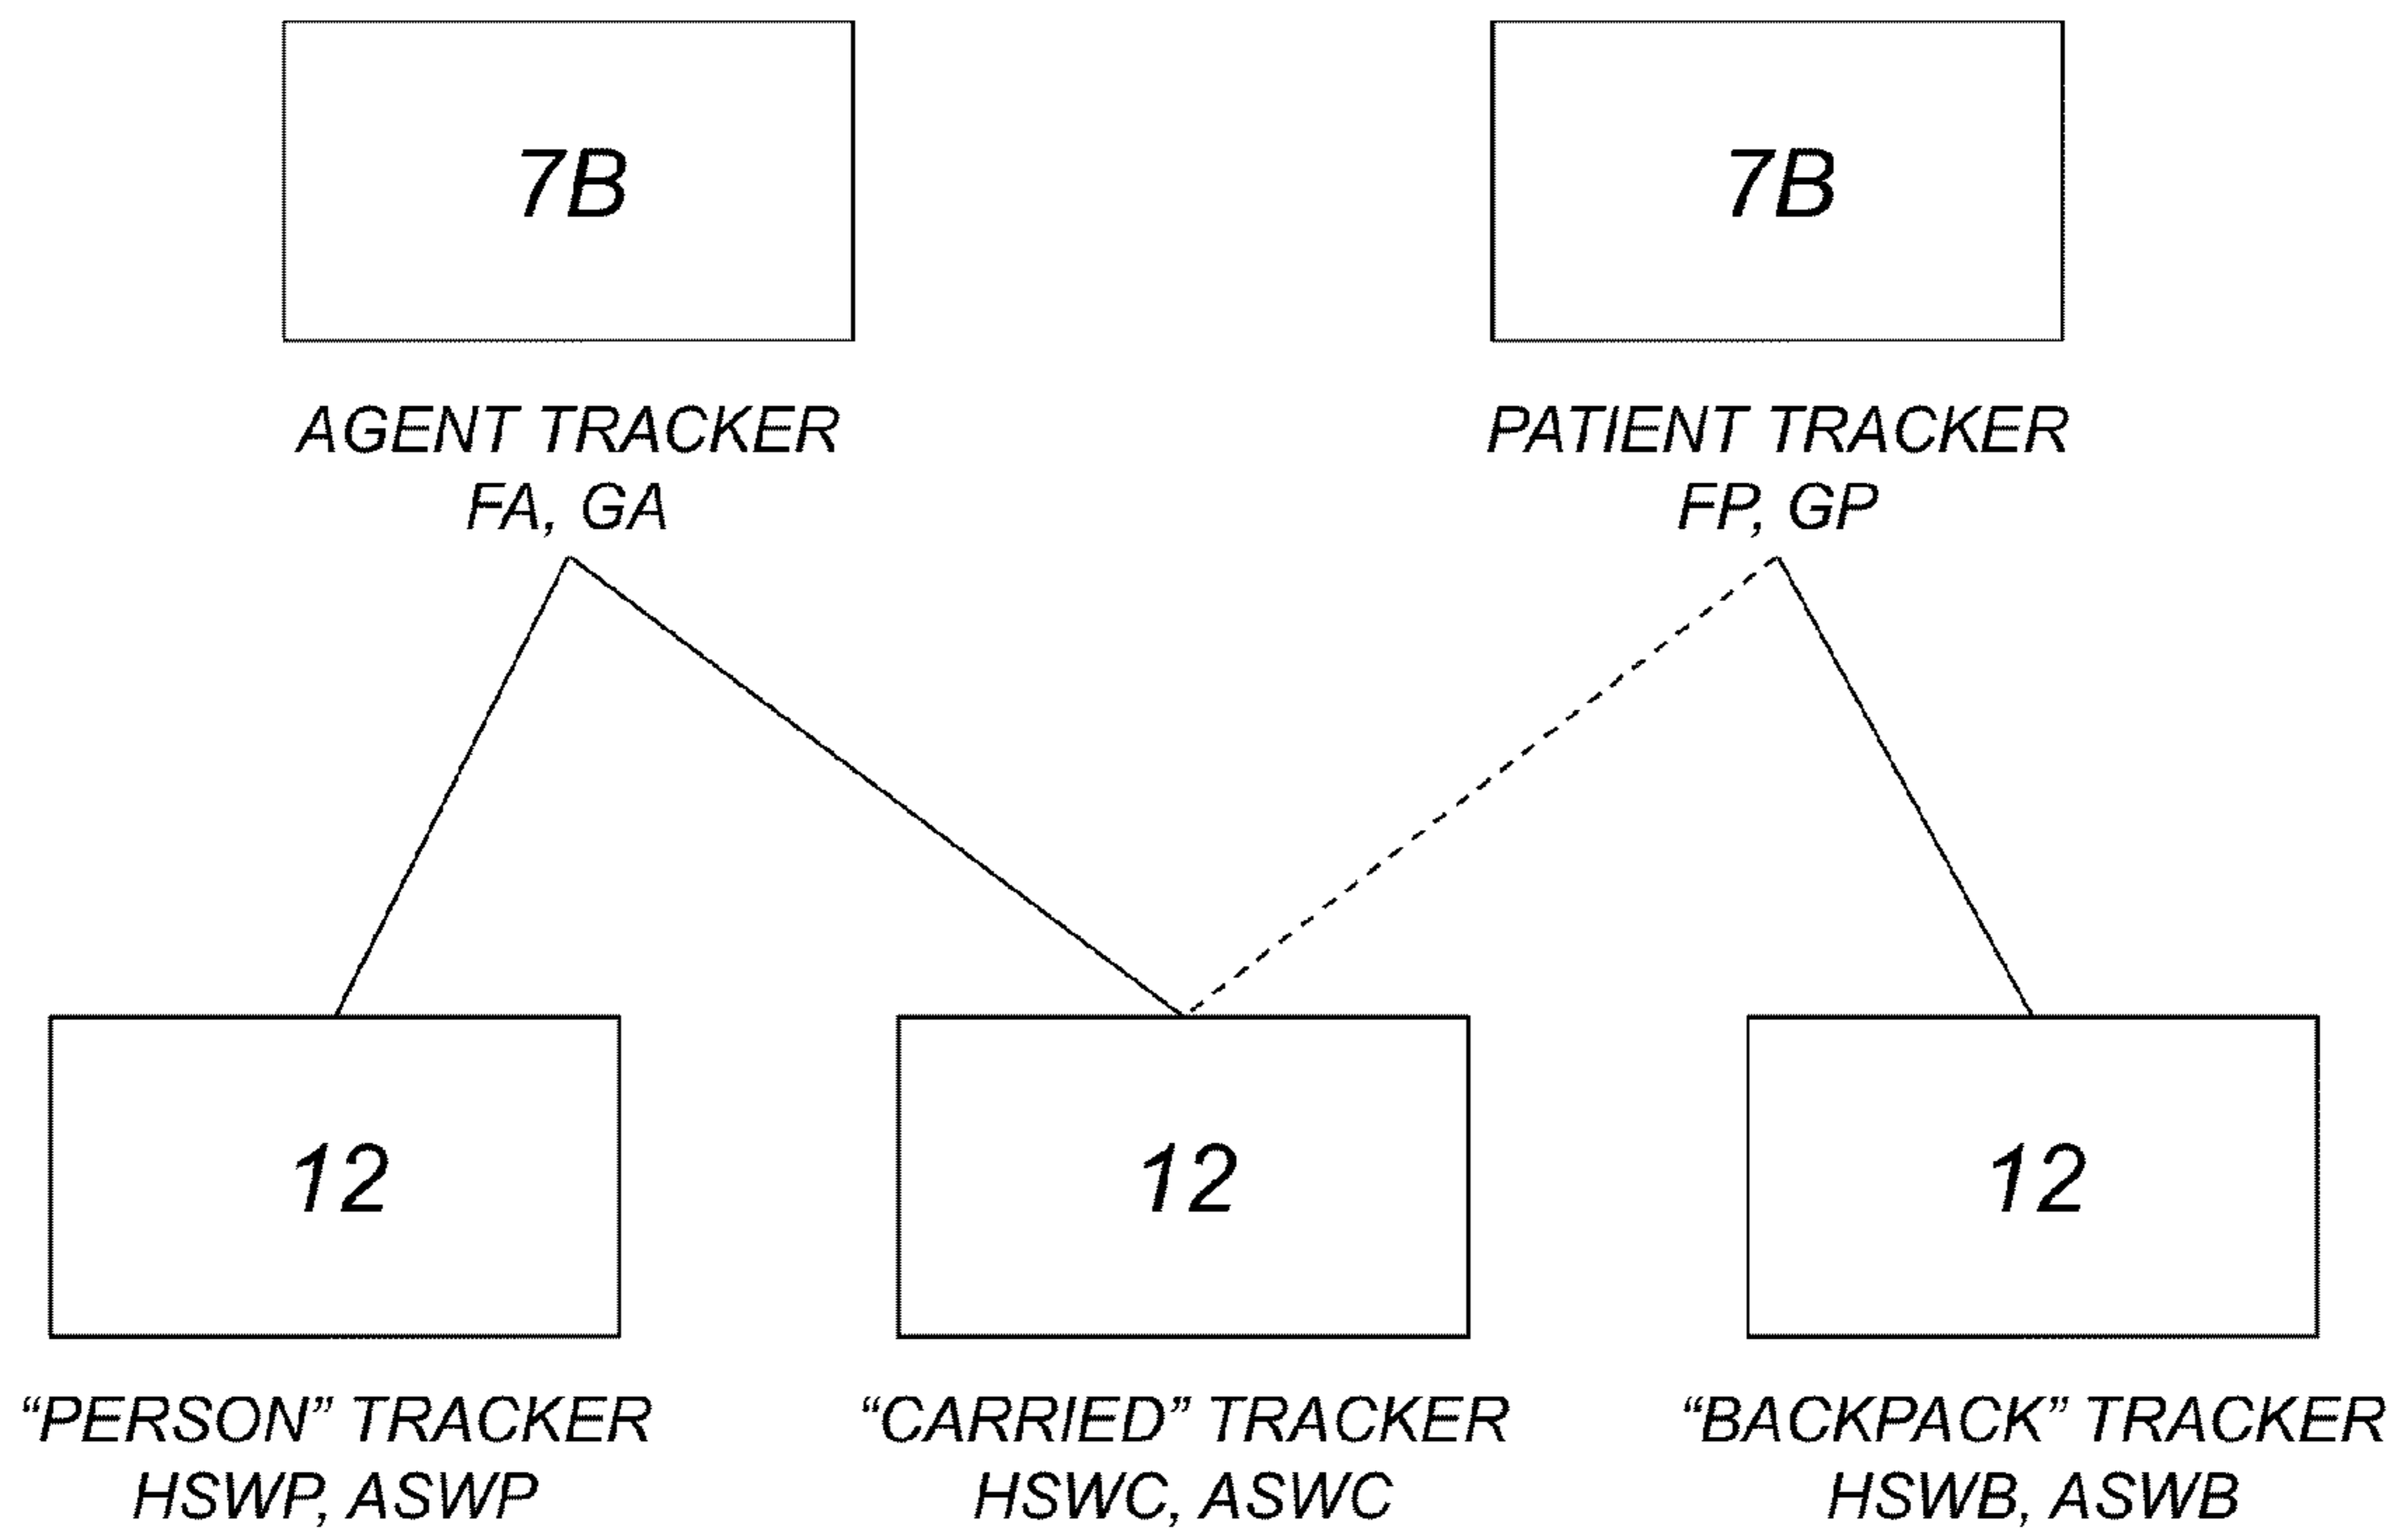 7B
7B
AGENT TRACKER
FA, GA
PATIENT TRACKER
FP, GP
12
12
12
“PERSON” TRACKER
HSWP, ASWP
“CARRIED” TRACKER
HSWC, ASWC
“BACKPACK” TRACKER
HSWB, ASWB